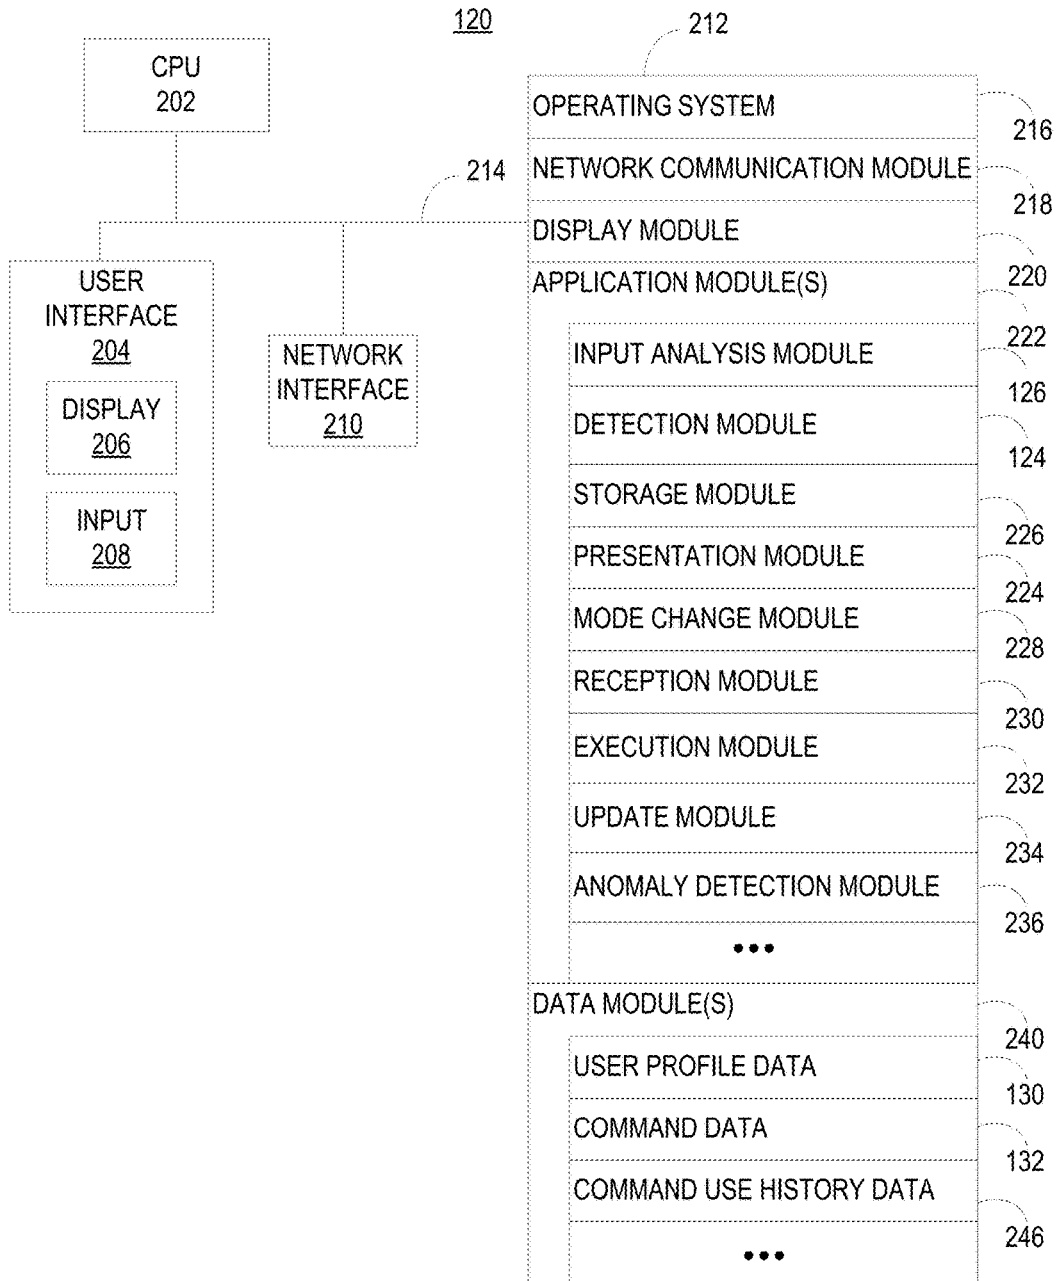 120
212
CPU
202
214
USER
INTERFACE
204
DISPLAY
206
INPUT
208
NETWORK
INTERFACE
210
OPERATING SYSTEM
216
NETWORK COMMUNICATION MODULE
218
DISPLAY MODULE
220
APPLICATION MODULE(S)
222
INPUT ANALYSIS MODULE
126
DETECTION MODULE
124
STORAGE MODULE
226
PRESENTATION MODULE
224
MODE CHANGE MODULE
228
RECEPTION MODULE
230
EXECUTION MODULE
232
UPDATE MODULE
234
ANOMALY DETECTION MODULE
236
•••
DATA MODULE(S)
240
USER PROFILE DATA
130
COMMAND DATA
132
COMMAND USE HISTORY DATA
246
•••